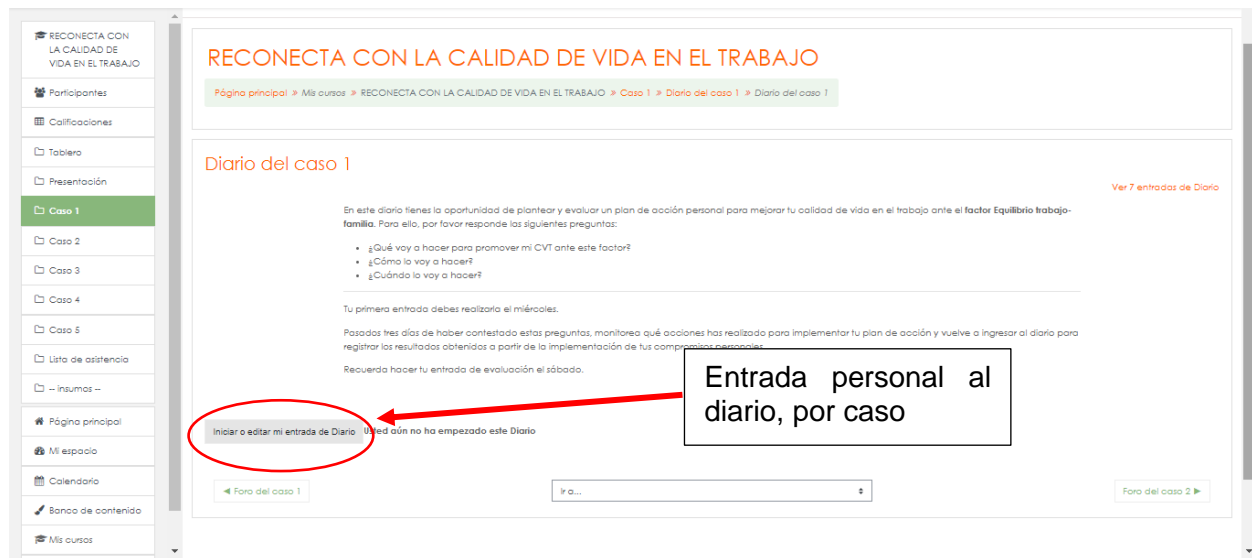 RECONECTA CON
LA CALIDAD DE
VIDA EN EL TRABAJO
Participantes
Calificaciones
Tablero
Presentación
Caso 1
Caso 2
Caso 3
Caso 4
Caso 5
Lista de asistencia
-- insumos --
Página principal
Mi espacio
Calendario
Banco de contenido
Mis cursos
RECONECTA CON LA CALIDAD DE VIDA EN EL TRABAJO
Página principal » Mis cursos » RECONECTA CON LA CALIDAD DE VIDA EN EL TRABAJO » Caso 1 » Diario del caso 1 » Diario del caso 1
Diario del caso 1
Ver 7 entradas de Diario
En este diario tienes la oportunidad de plantear y evaluar un plan de acción personal para mejorar tu calidad de vida en el trabajo ante el factor Equilibrio trabajo-
familia. Para ello, por favor responde las siguientes preguntas:
• ¿Qué voy a hacer para promover mi CVT ante este factor?
• ¿Cómo lo voy a hacer?
• ¿Cuándo lo voy a hacer?
Tu primera entrada debes realizarla el miércoles.
Pasados tres días de haber contestado estas preguntas, monitorea qué acciones has realizado para implementar tu plan de acción y vuelve a ingresar al diario para
registrar los resultados obtenidos a partir de la implementación de tus compromisos personales.
Recuerda hacer tu entrada de evaluación el sábado.
Entrada personal al
diario, por caso
Iniciar o editar mi entrada de Diario Usted aún no ha empezado este Diario
◄ Foro del caso 1
Ir a...
Foro del caso 2 ►